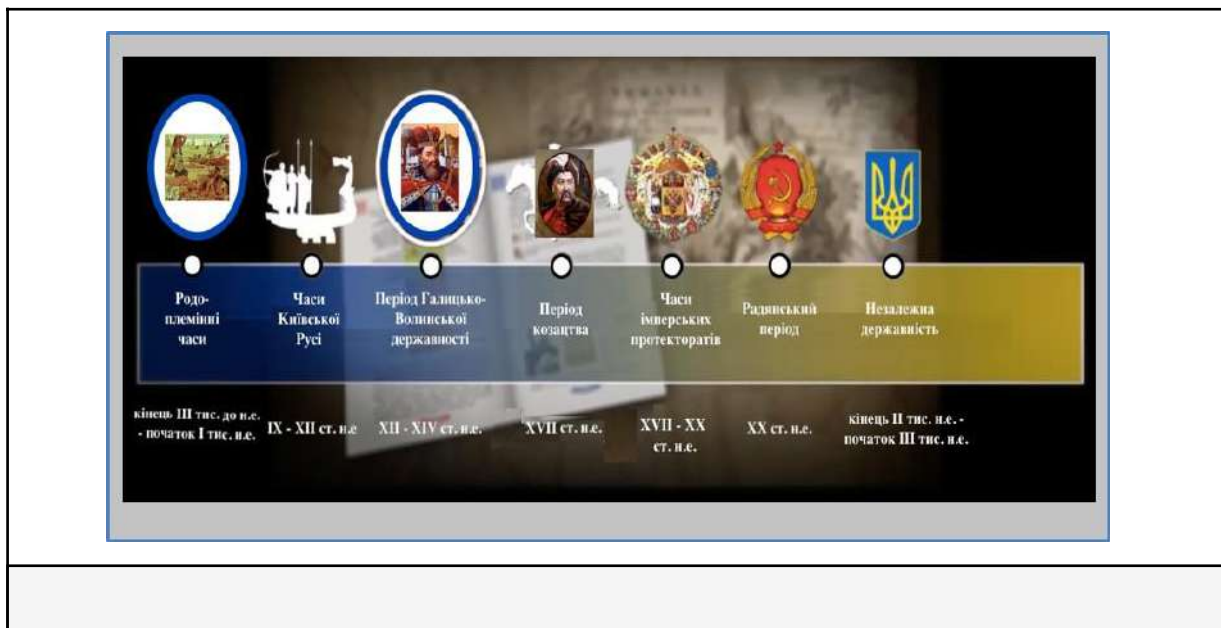 Родо-
племінні
часи
Часи
Київської
Русі
Період Галицько-
Волинської
державності
Період
козацтва
Часи
імперських
протекторатів
Радянський
період
Незалежна
державність
кінець III тис. до н.е.
- початок I тис. н.е.
IX - XII ст. н.е
XII - XIV ст. н.е.
XVII ст. н.е.
XVII - XX
ст. н.е.
XX ст. н.е.
кінець II тис. н.е. -
початок III тис. н.е.